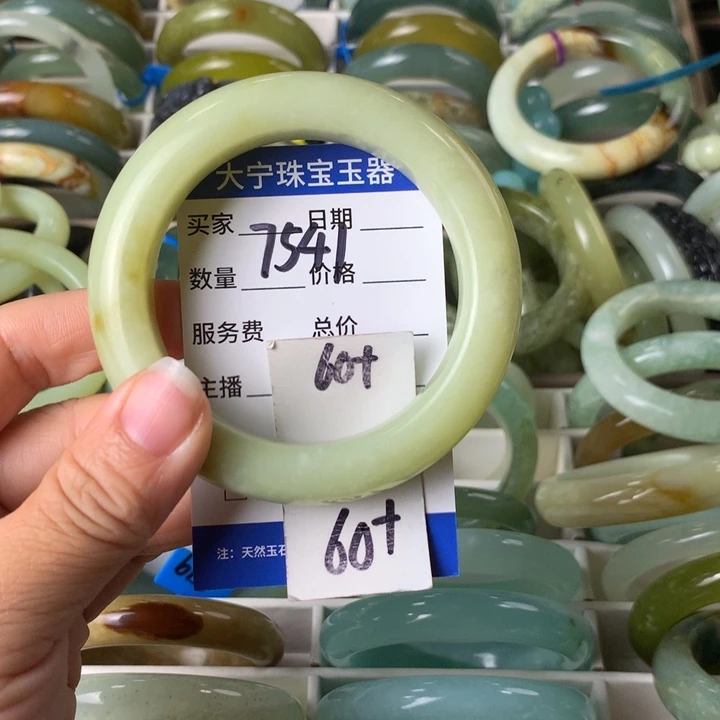 大宁珠宝玉器
买家 日期
7541
数量 价格
服务费 总价
60+
主播
60+
注：天然玉石